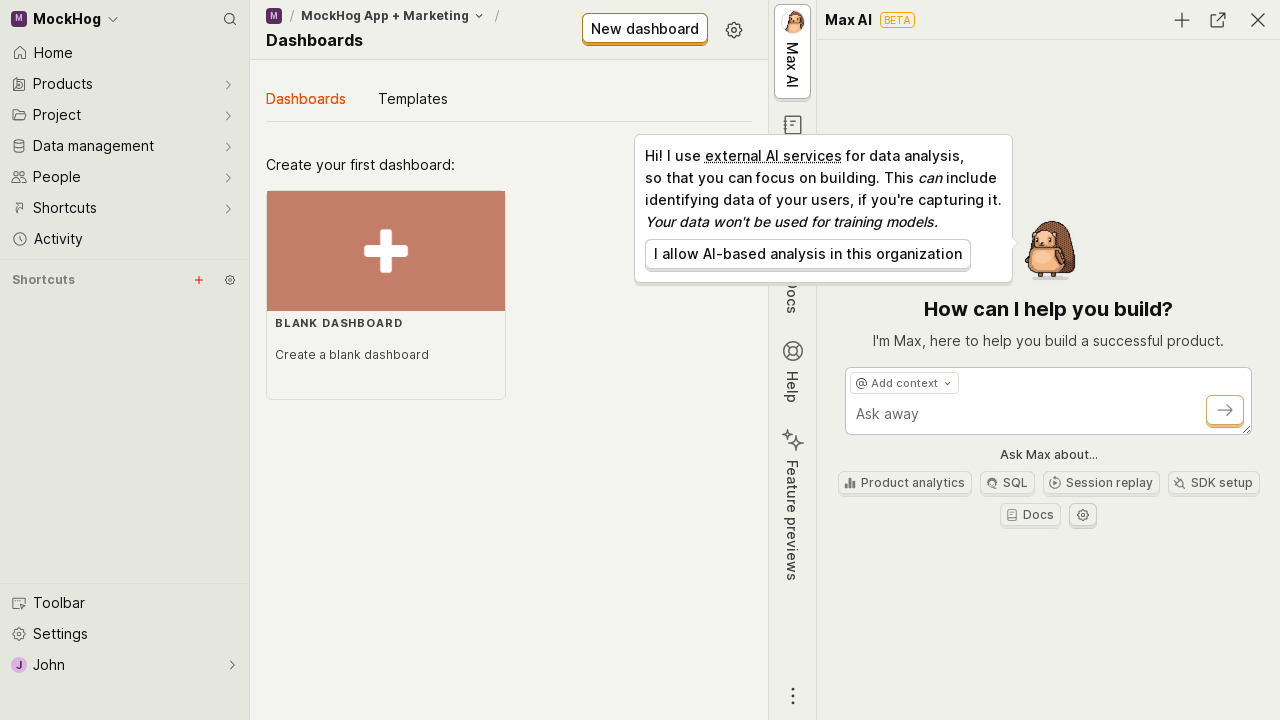 M MockHog
Home
Products
Project
Data management
People
Shortcuts
Activity
Shortcuts
Toolbar
Settings
J John
M / MockHog App + Marketing /
Dashboards
New dashboard
Dashboards
Templates
Create your first dashboard:
BLANK DASHBOARD
Create a blank dashboard
Max AI
Docs
Help
Feature previews
Max AI BETA
Hi! I use external AI services for data analysis,
so that you can focus on building. This can include
identifying data of your users, if you're capturing it.
Your data won't be used for training models.
I allow AI-based analysis in this organization
How can I help you build?
I'm Max, here to help you build a successful product.
@ Add context
Ask away
Ask Max about...
Product analytics
SQL
Session replay
SDK setup
Docs